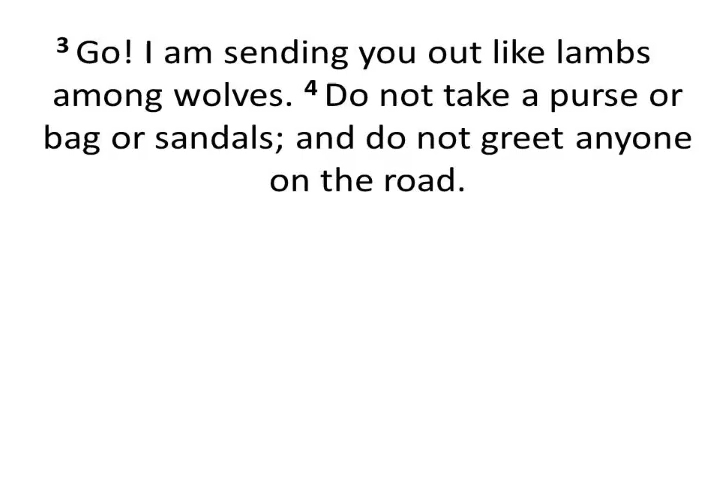 ³ Go! I am sending you out like lambs
among wolves. ⁴ Do not take a purse or
bag or sandals; and do not greet anyone
on the road.